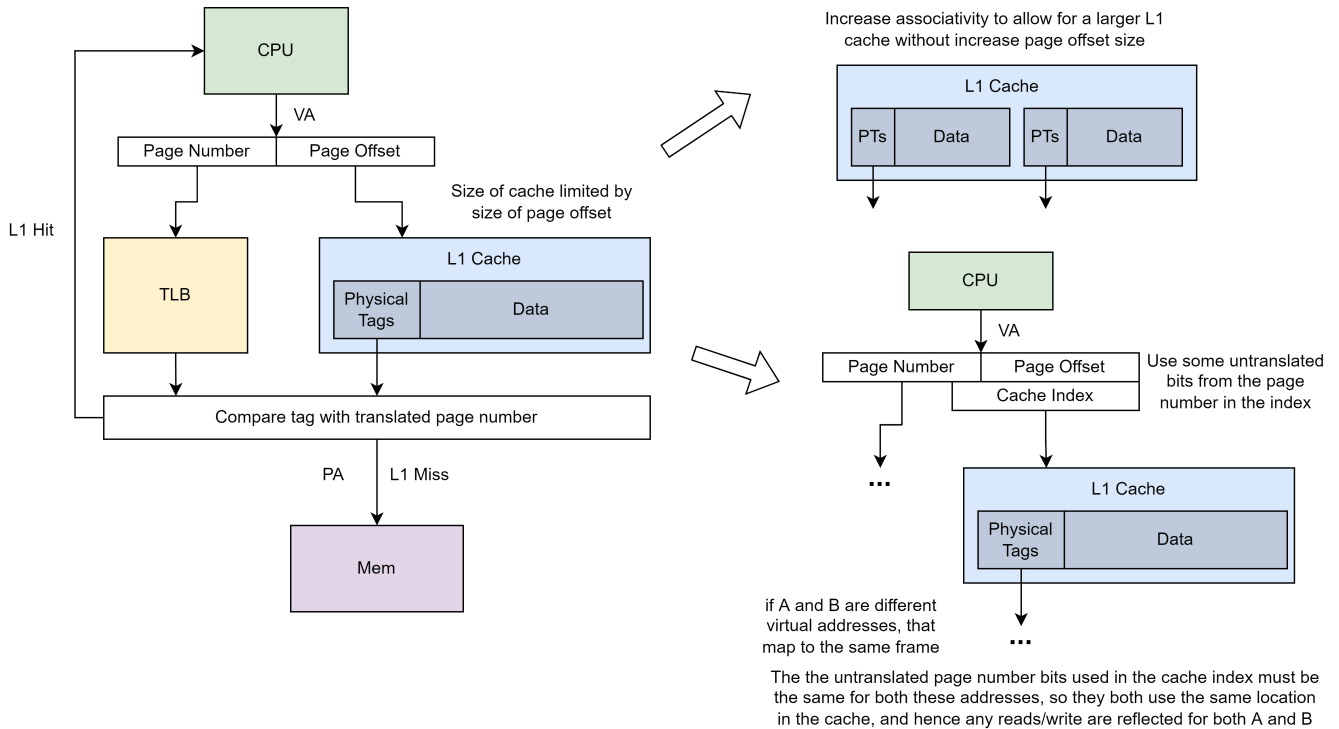 CPU
VA
Page Number
Page Offset
L1 Hit
Size of cache limited by
size of page offset
TLB
L1 Cache
Physical
Tags
Data
Compare tag with translated page number
PA
L1 Miss
Mem
Increase associativity to allow for a larger L1
cache without increase page offset size
L1 Cache
PTs
Data
PTs
Data
CPU
VA
Page Number
Page Offset
Cache Index
Use some untranslated
bits from the page
number in the index
...
L1 Cache
Physical
Tags
Data
...
if A and B are different
virtual addresses, that
map to the same frame
The the untranslated page number bits used in the cache index must be
the same for both these addresses, so they both use the same location
in the cache, and hence any reads/write are reflected for both A and B